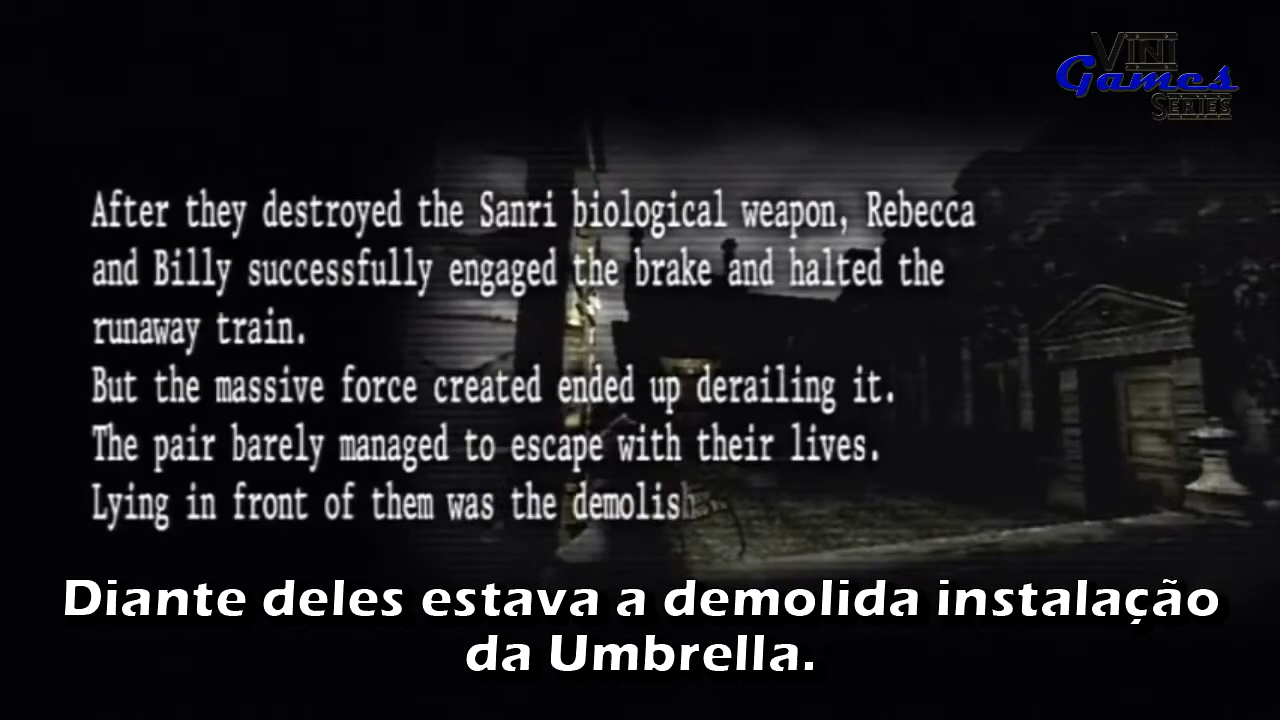 VINI
Games
SERIES
After they destroyed the Sanri biological weapon, Rebecca
and Billy successfully engaged the brake and halted the
runaway train.
But the massive force created ended up derailing it.
The pair barely managed to escape with their lives.
Lying in front of them was the demolish
Diante deles estava a demolida instalação
da Umbrella.